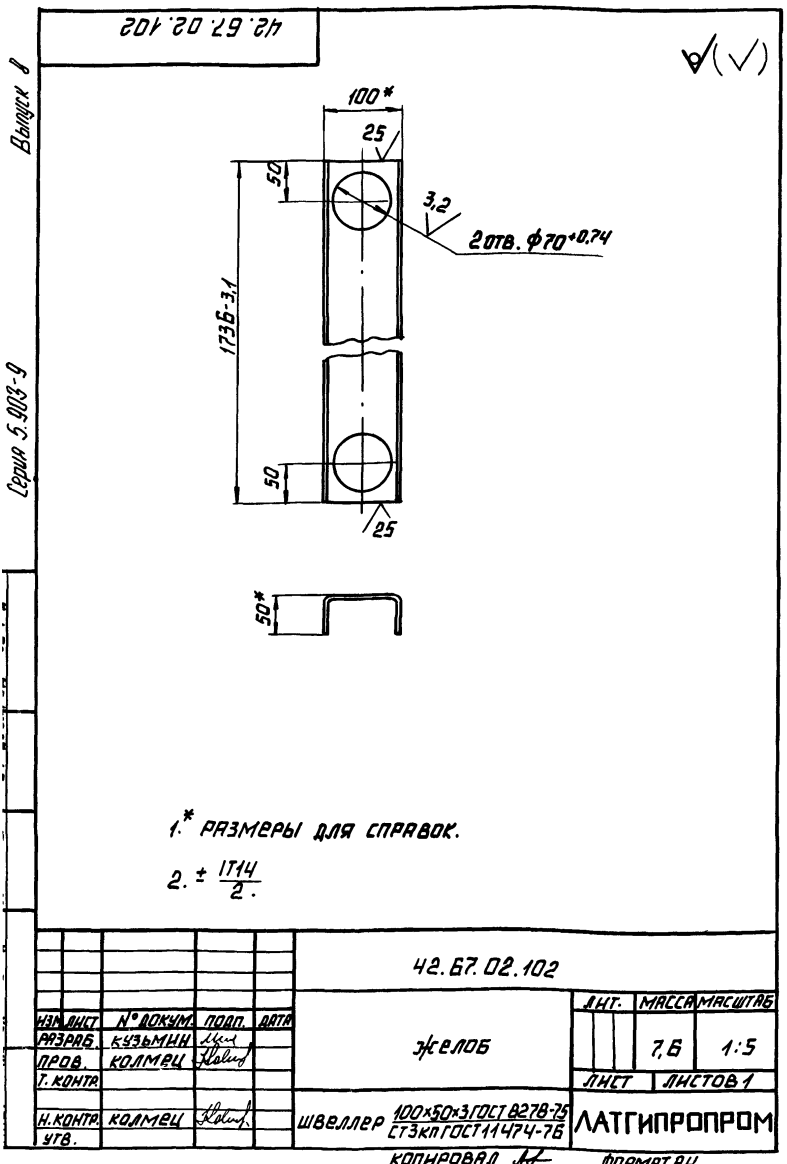 42.67.02.102
Выпуск 8
Серия 5.903-9
√(√)
100*
25
50
3,2
2 отв. ф70+0,74
1736-3,1
50
25
50*
1.* РАЗМЕРЫ ДЛЯ СПРАВОК.
2. ± IT14/2.
42.67.02.102
ИЗМ ЛИСТ N° ДОКУМ. ПОДП. ДАТА
РАЗРАБ. КУЗЬМИН
ПРОВ. КОЛМЕЦ
Т. КОНТР.
Н.КОНТР. КОЛМЕЦ
УТВ.
ЖЕЛОБ
ЛИТ. МАССА МАСШТАБ
7,6 1:5
ЛИСТ ЛИСТОВ 1
ШВЕЛЛЕР 100×50×3 ГОСТ 8278-75
СТ3КП ГОСТ 11474-76
ЛАТГИПРОПРОМ
КОПИРОВАЛ
ФОРМАТ